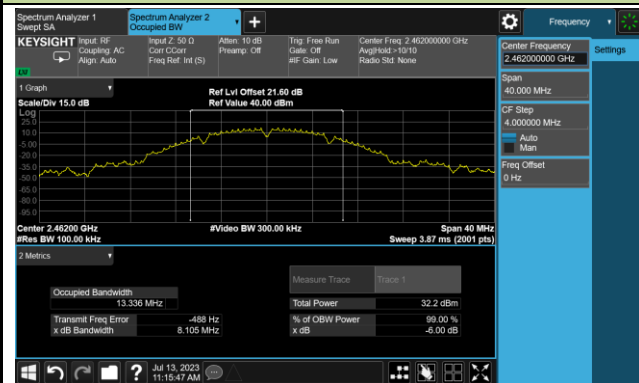 Spectrum Analyzer 1
Swept SA
Spectrum Analyzer 2
Occupied BW
Frequency
KEYSIGHT
Input: RF
Coupling: AC
Align: Auto
Input Z: 50 Ω
Corr CCorr
Freq Ref: Int (S)
Atten: 10 dB
Preamp: Off
Trig: Free Run
Gate: Off
#IF Gain: Low
Center Freq: 2.462000000 GHz
Avg|Hold:>10/10
Radio Std: None
LXI
1 Graph
Scale/Div 15.0 dB
Ref Lvl Offset 21.60 dB
Ref Value 40.00 dBm
Log
25.0
10.0
-5.00
-20.0
-35.0
-50.0
-65.0
-80.0
-95.0
Center 2.46200 GHz
#Res BW 100.00 kHz
#Video BW 300.00 kHz
Span 40 MHz
Sweep 3.87 ms (2001 pts)
2 Metrics
Measure Trace
Trace 1
Occupied Bandwidth
13.336 MHz
Total Power
32.2 dBm
Transmit Freq Error
-488 Hz
% of OBW Power
99.00 %
x dB Bandwidth
8.105 MHz
x dB
-6.00 dB
Center Frequency
2.462000000 GHz
Settings
Span
40.000 MHz
CF Step
4.000000 MHz
Auto
Man
Freq Offset
0 Hz
?
Jul 13, 2023
11:15:47 AM